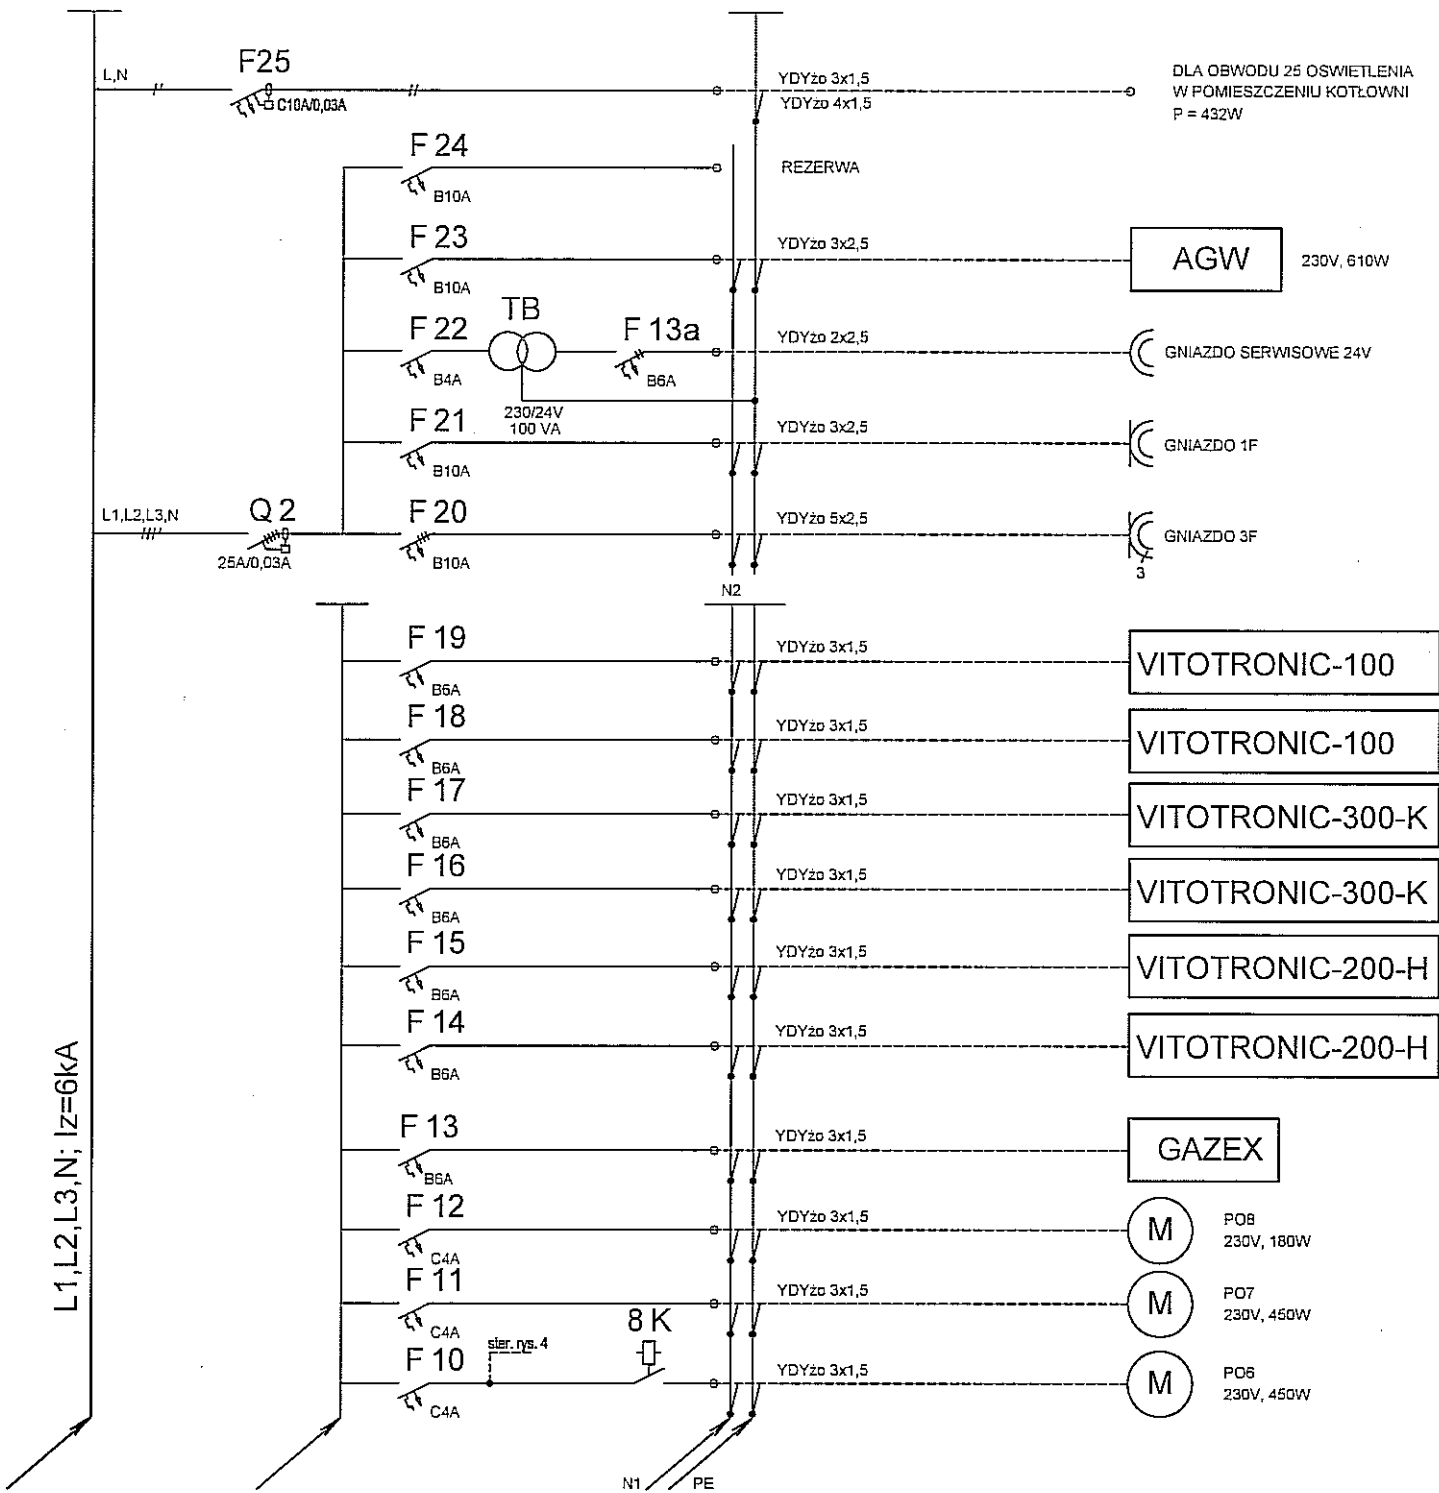 L,N
F25
C10A/0,03A
YDYżo 3x1,5
YDYżo 4x1,5
DLA OBWODU 25 OSWIETLENIA
W POMIESZCZENIU KOTŁOWNI
P = 432W
F 24
B10A
REZERWA
F 23
B10A
YDYżo 3x2,5
AGW
230V, 610W
F 22
B4A
TB
230/24V
100 VA
F 13a
B6A
YDYżo 2x2,5
GNIAZDO SERWISOWE 24V
F 21
B10A
YDYżo 3x2,5
GNIAZDO 1F
L1,L2,L3,N
Q 2
25A/0,03A
F 20
B10A
YDYżo 5x2,5
GNIAZDO 3F
3
N2
F 19
B6A
YDYżo 3x1,5
VITOTRONIC-100
F 18
B6A
YDYżo 3x1,5
VITOTRONIC-100
F 17
B6A
YDYżo 3x1,5
VITOTRONIC-300-K
F 16
B6A
YDYżo 3x1,5
VITOTRONIC-300-K
F 15
B6A
YDYżo 3x1,5
VITOTRONIC-200-H
F 14
B6A
YDYżo 3x1,5
VITOTRONIC-200-H
L1,L2,L3,N; Iz=6kA
F 13
B6A
YDYżo 3x1,5
GAZEX
F 12
C4A
YDYżo 3x1,5
M
PO8
230V, 180W
F 11
C4A
YDYżo 3x1,5
M
PO7
230V, 450W
F 10
C4A
ster. rys. 4
8 K
YDYżo 3x1,5
M
PO6
230V, 450W
N1
PE